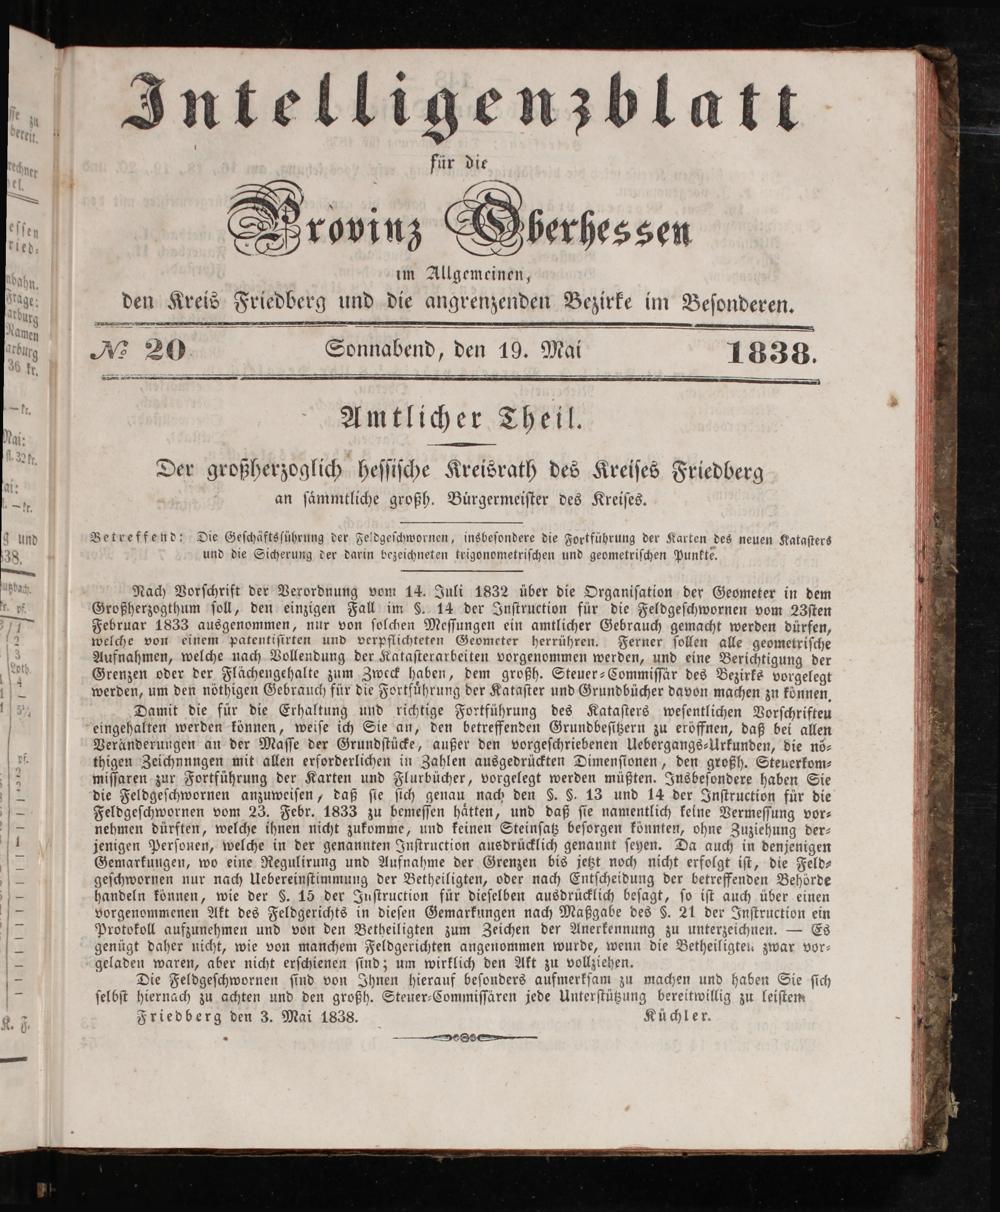 Intelligenzblatt
für die
Provinz Oberhessen
im Allgemeinen,
den Kreis Friedberg und die angrenzenden Bezirke im Besonderen.
№ 20 Sonnabend, den 19. Mai 1838.
Amtlicher Theil.
Der großherzoglich hessische Kreisrath des Kreises Friedberg
an sämmtliche großh. Bürgermeister des Kreises.
Betreffend: Die Geschäftsführung der Feldgeschwornen, insbesondere die Fortführung der Karten des neuen Katasters
und die Sicherung der darin bezeichneten trigonometrischen und geometrischen Punkte.
Nach Vorschrift der Verordnung vom 14. Juli 1832 über die Organisation der Geometer in dem
Großherzogthum soll, den einzigen Fall im §. 14 der Instruction für die Feldgeschwornen vom 23sten
Februar 1833 ausgenommen, nur von solchen Messungen ein amtlicher Gebrauch gemacht werden dürfen,
welche von einem patentisirten und verpflichteten Geometer herrühren. Ferner sollen alle geometrische
Aufnahmen, welche nach Vollendung der Katasterarbeiten vorgenommen werden, und eine Berichtigung der
Grenzen oder der Flächengehalte zum Zweck haben, dem großh. Steuer-Commissär des Bezirks vorgelegt
werden, um den nöthigen Gebrauch für die Fortführung der Kataster und Grundbücher davon machen zu können.
Damit die für die Erhaltung und richtige Fortführung des Katasters wesentlichen Vorschriften
eingehalten werden können, weise ich Sie an, den betreffenden Grundbesitzern zu eröffnen, daß bei allen
Veränderungen an der Masse der Grundstücke, außer den vorgeschriebenen Uebergangs-Urkunden, die nö-
thigen Zeichnnngen mit allen erforderlichen in Zahlen ausgedrückten Dimensionen, den großh. Steuerkom-
missaren zur Fortführung der Karten und Flurbücher, vorgelegt werden müßten. Insbesondere haben Sie
die Feldgeschwornen anzuweisen, daß sie sich genau nach den §. §. 13 und 14 der Instruction für die
Feldgeschwornen vom 23. Febr. 1833 zu bemessen hätten, und daß sie namentlich keine Vermessung vor-
nehmen dürften, welche ihnen nicht zukomme, und keinen Steinsatz besorgen könnten, ohne Zuziehung der-
jenigen Personen, welche in der genannten Instruction ausdrücklich genannt seyen. Da auch in denjenigen
Gemarkungen, wo eine Regulirung und Aufnahme der Grenzen bis jetzt noch nicht erfolgt ist, die Feld-
geschwornen nur nach Uebereinstimmung der Betheiligten, oder nach Entscheidung der betreffenden Behörde
handeln können, wie der §. 15 der Instruction für dieselben ausdrücklich besagt, so ist auch über einen
vorgenommenen Akt des Feldgerichts in diesen Gemarkungen nach Maßgabe des §. 21 der Instruction ein
Protokoll aufzunehmen und von den Betheiligten zum Zeichen der Anerkennung zu unterzeichnen. — Es
genügt daher nicht, wie von manchem Feldgerichten angenommen wurde, wenn die Betheiligten zwar vor-
geladen waren, aber nicht erschienen sind; um wirklich den Akt zu vollziehen.
Die Feldgeschwornen sind von Ihnen hierauf besonders aufmerksam zu machen und haben Sie sich
selbst hiernach zu achten und den großh. Steuer-Commissären jede Unterstützung bereitwillig zu leisten.
Friedberg den 3. Mai 1838. Küchler.